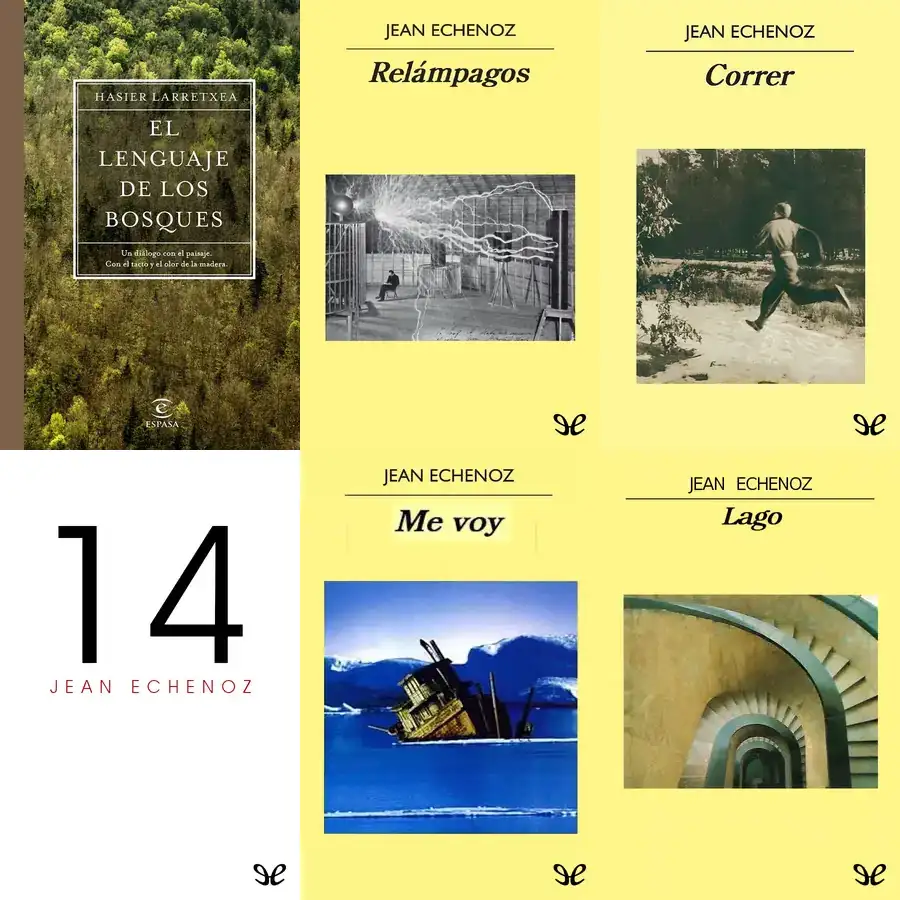 HASIER LARRETXEA
EL
LENGUAJE
DE LOS
BOSQUES
Un diálogo con el paisaje.
Con el tacto y el olor de la madera.
ESPASA
JEAN ECHENOZ
Relámpagos
JEAN ECHENOZ
Correr
14
JEAN ECHENOZ
JEAN ECHENOZ
Me voy
JEAN ECHENOZ
Lago